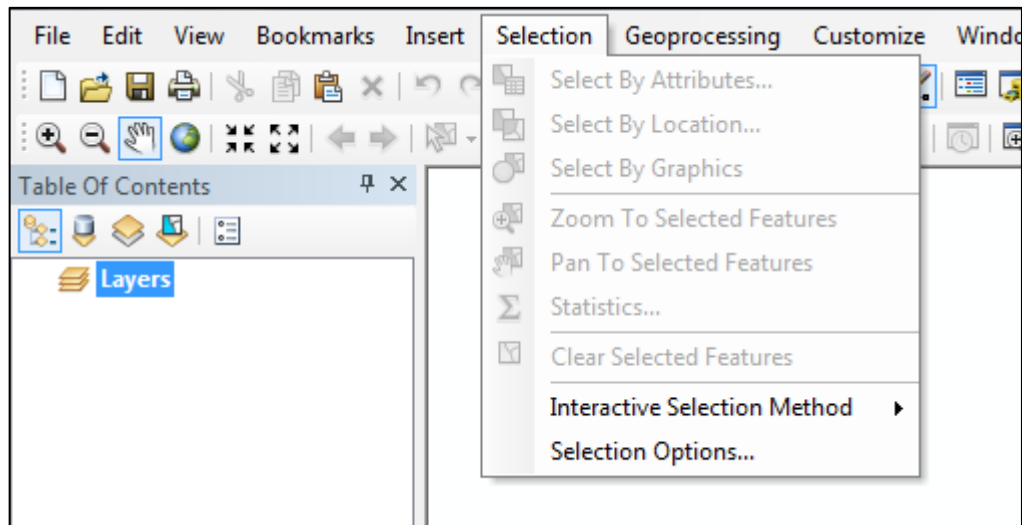 File Edit View Bookmarks Insert Selection Geoprocessing Customize
Select By Attributes...
Select By Location...
Select By Graphics
Table Of Contents
Zoom To Selected Features
Pan To Selected Features
Layers
Statistics...
Clear Selected Features
Interactive Selection Method
Selection Options...